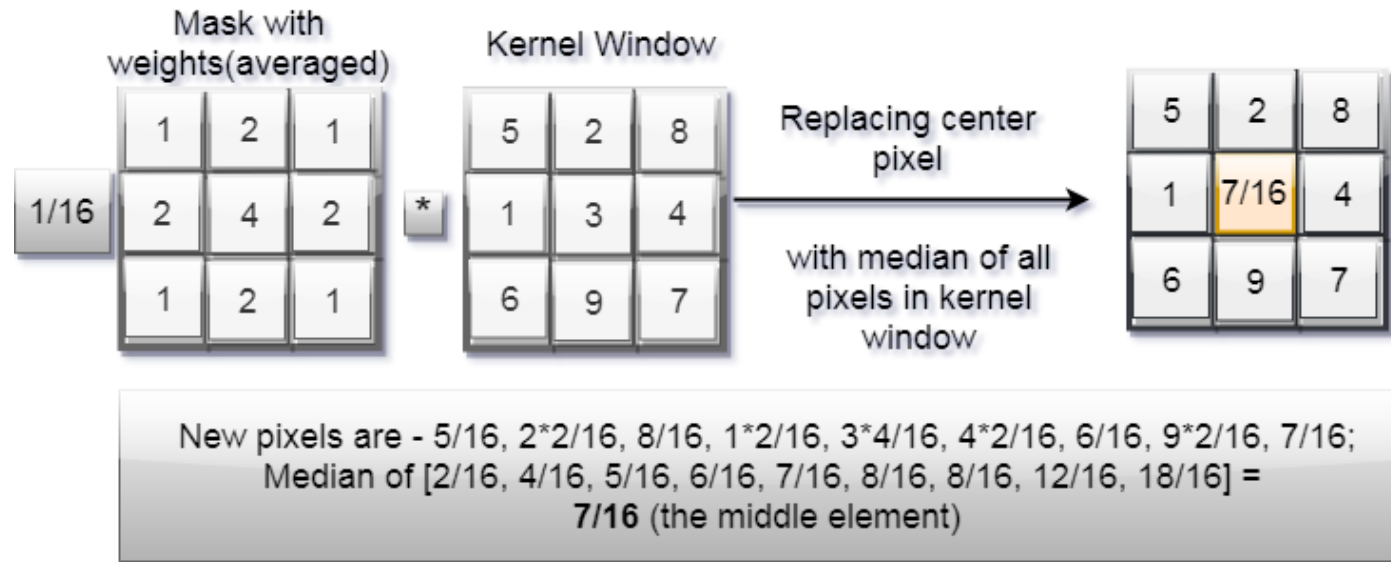 Mask with
weights(averaged)
Kernel Window
1/16
1 2 1
2 4 2
1 2 1
*
5 2 8
1 3 4
6 9 7
Replacing center
pixel
with median of all
pixels in kernel
window
5 2 8
1 7/16 4
6 9 7
New pixels are - 5/16, 2*2/16, 8/16, 1*2/16, 3*4/16, 4*2/16, 6/16, 9*2/16, 7/16;
Median of [2/16, 4/16, 5/16, 6/16, 7/16, 8/16, 8/16, 12/16, 18/16] =
7/16 (the middle element)